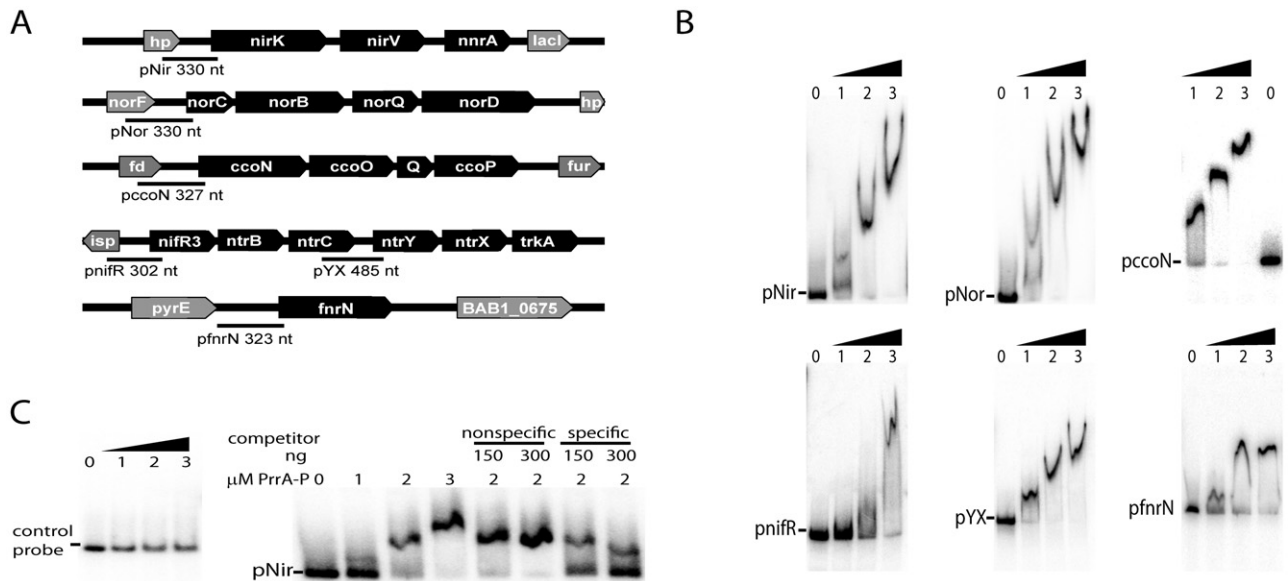 A
hp nirK nirV nnrA lacI
pNir 330 nt
norF norC norB norQ norD hp
pNor 330 nt
fd ccoN ccoO Q ccoP fur
pccoN 327 nt
isp nifR3 ntrB ntrC ntrY ntrX trkA
pnifR 302 nt pYX 485 nt
pyrE fnrN BAB1_0675
pfnrN 323 nt
B
0 1 2 3
pNir
0 1 2 3
pNor
1 2 3 0
pccoN
0 1 2 3
pnifR
0 1 2 3
pYX
0 1 2 3
pfnrN
C
0 1 2 3
control
probe
competitor nonspecific specific
ng 150 300 150 300
μM PrrA-P 0 1 2 3 2 2 2 2
pNir